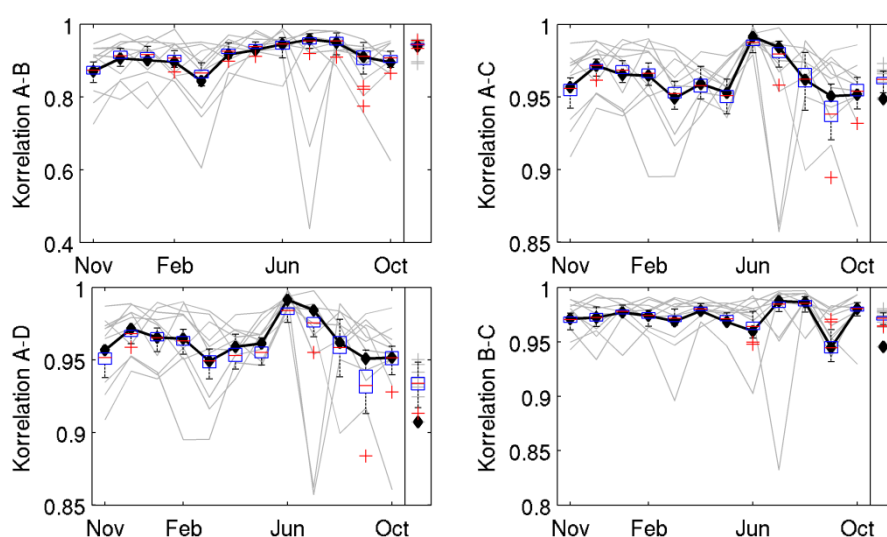 Korrelation A-B
1
0.8
0.6
0.4
Nov Feb Jun Oct
Korrelation A-C
1
0.95
0.9
0.85
Nov Feb Jun Oct
Korrelation A-D
1
0.95
0.9
0.85
Nov Feb Jun Oct
Korrelation B-C
1
0.95
0.9
0.85
0.8
Nov Feb Jun Oct